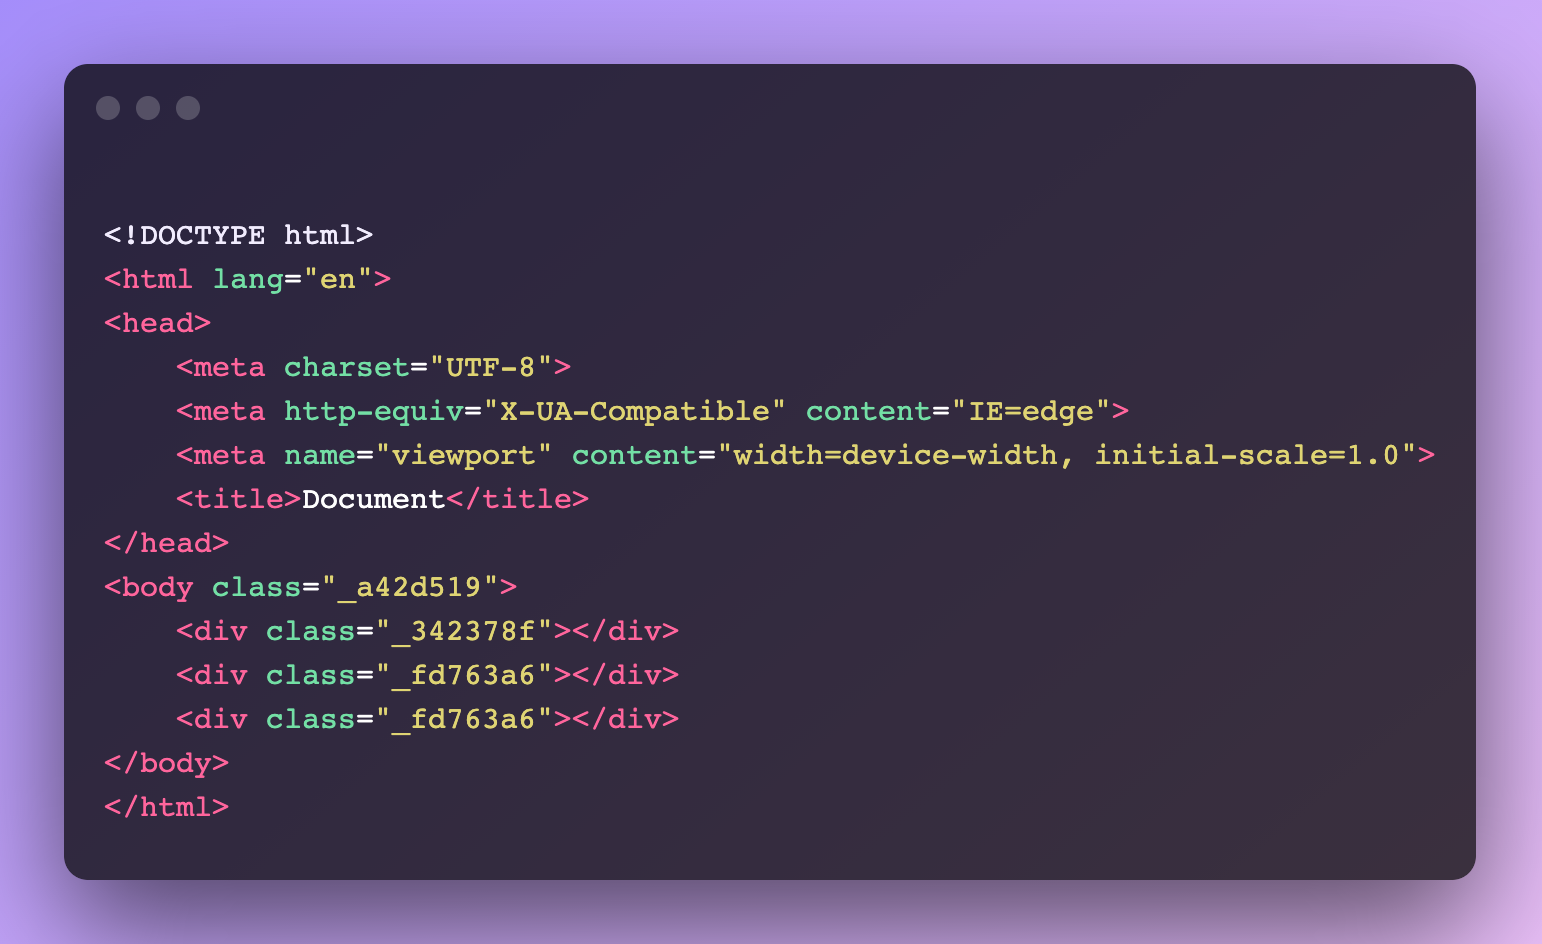 <!DOCTYPE html>
<html lang="en">
<head>
    <meta charset="UTF-8">
    <meta http-equiv="X-UA-Compatible" content="IE=edge">
    <meta name="viewport" content="width=device-width, initial-scale=1.0">
    <title>Document</title>
</head>
<body class="_a42d519">
    <div class="_342378f"></div>
    <div class="_fd763a6"></div>
    <div class="_fd763a6"></div>
</body>
</html>